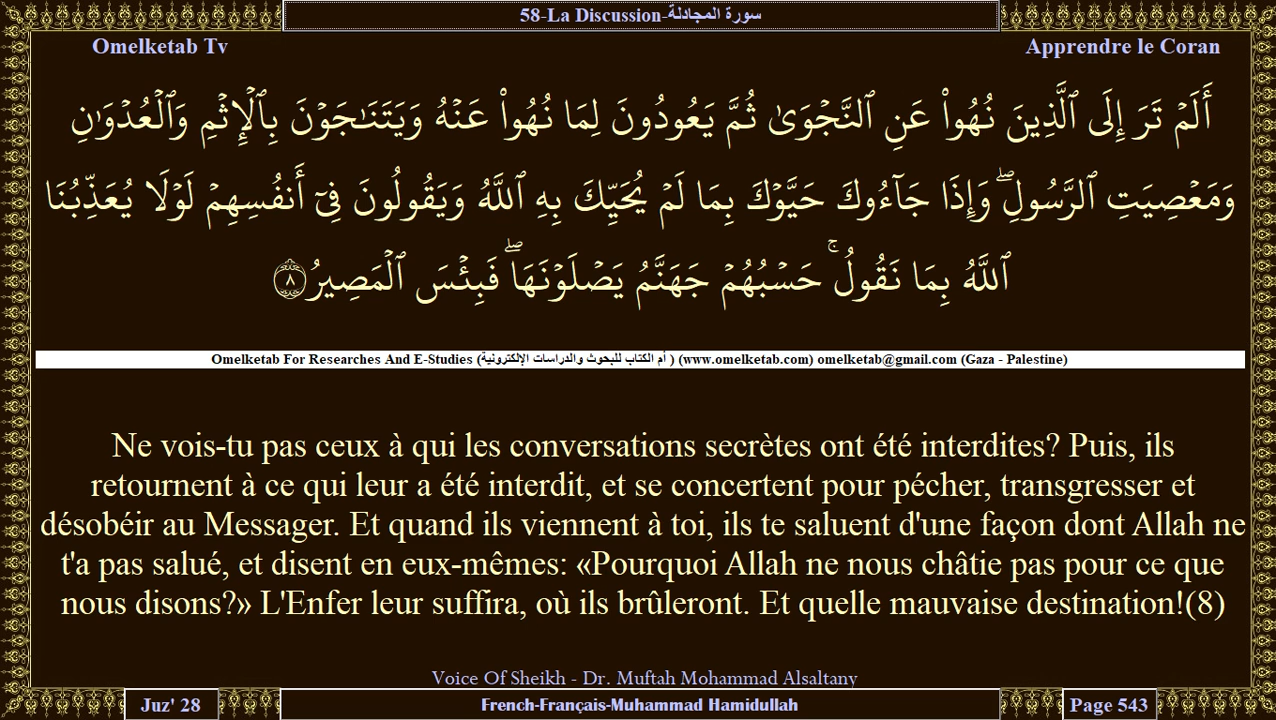 58-La Discussion-سورة المجادلة
Omelketab Tv
Apprendre le Coran
أَلَمۡ تَرَ إِلَى ٱلَّذِينَ نُهُواْ عَنِ ٱلنَّجۡوَىٰ ثُمَّ يَعُودُونَ لِمَا نُهُواْ عَنۡهُ وَيَتَنَٰجَوۡنَ بِٱلۡإِثۡمِ وَٱلۡعُدۡوَٰنِ
وَمَعۡصِيَتِ ٱلرَّسُولِۖ وَإِذَا جَآءُوكَ حَيَّوۡكَ بِمَا لَمۡ يُحَيِّكَ بِهِ ٱللَّهُ وَيَقُولُونَ فِيٓ أَنفُسِهِمۡ لَوۡلَا يُعَذِّبُنَا
ٱللَّهُ بِمَا نَقُولُۚ حَسۡبُهُمۡ جَهَنَّمُ يَصۡلَوۡنَهَاۖ فَبِئۡسَ ٱلۡمَصِيرُ ٨
Omelketab For Researches And E-Studies (أم الكتاب للبحوث والدراسات الإلكترونية ) (www.omelketab.com) omelketab@gmail.com (Gaza - Palestine)
Ne vois-tu pas ceux à qui les conversations secrètes ont été interdites? Puis, ils
retournent à ce qui leur a été interdit, et se concertent pour pécher, transgresser et
désobéir au Messager. Et quand ils viennent à toi, ils te saluent d'une façon dont Allah ne
t'a pas salué, et disent en eux-mêmes: «Pourquoi Allah ne nous châtie pas pour ce que
nous disons?» L'Enfer leur suffira, où ils brûleront. Et quelle mauvaise destination!(8)
Voice Of Sheikh - Dr. Muftah Mohammad Alsaltany
Juz' 28
French-Français-Muhammad Hamidullah
Page 543